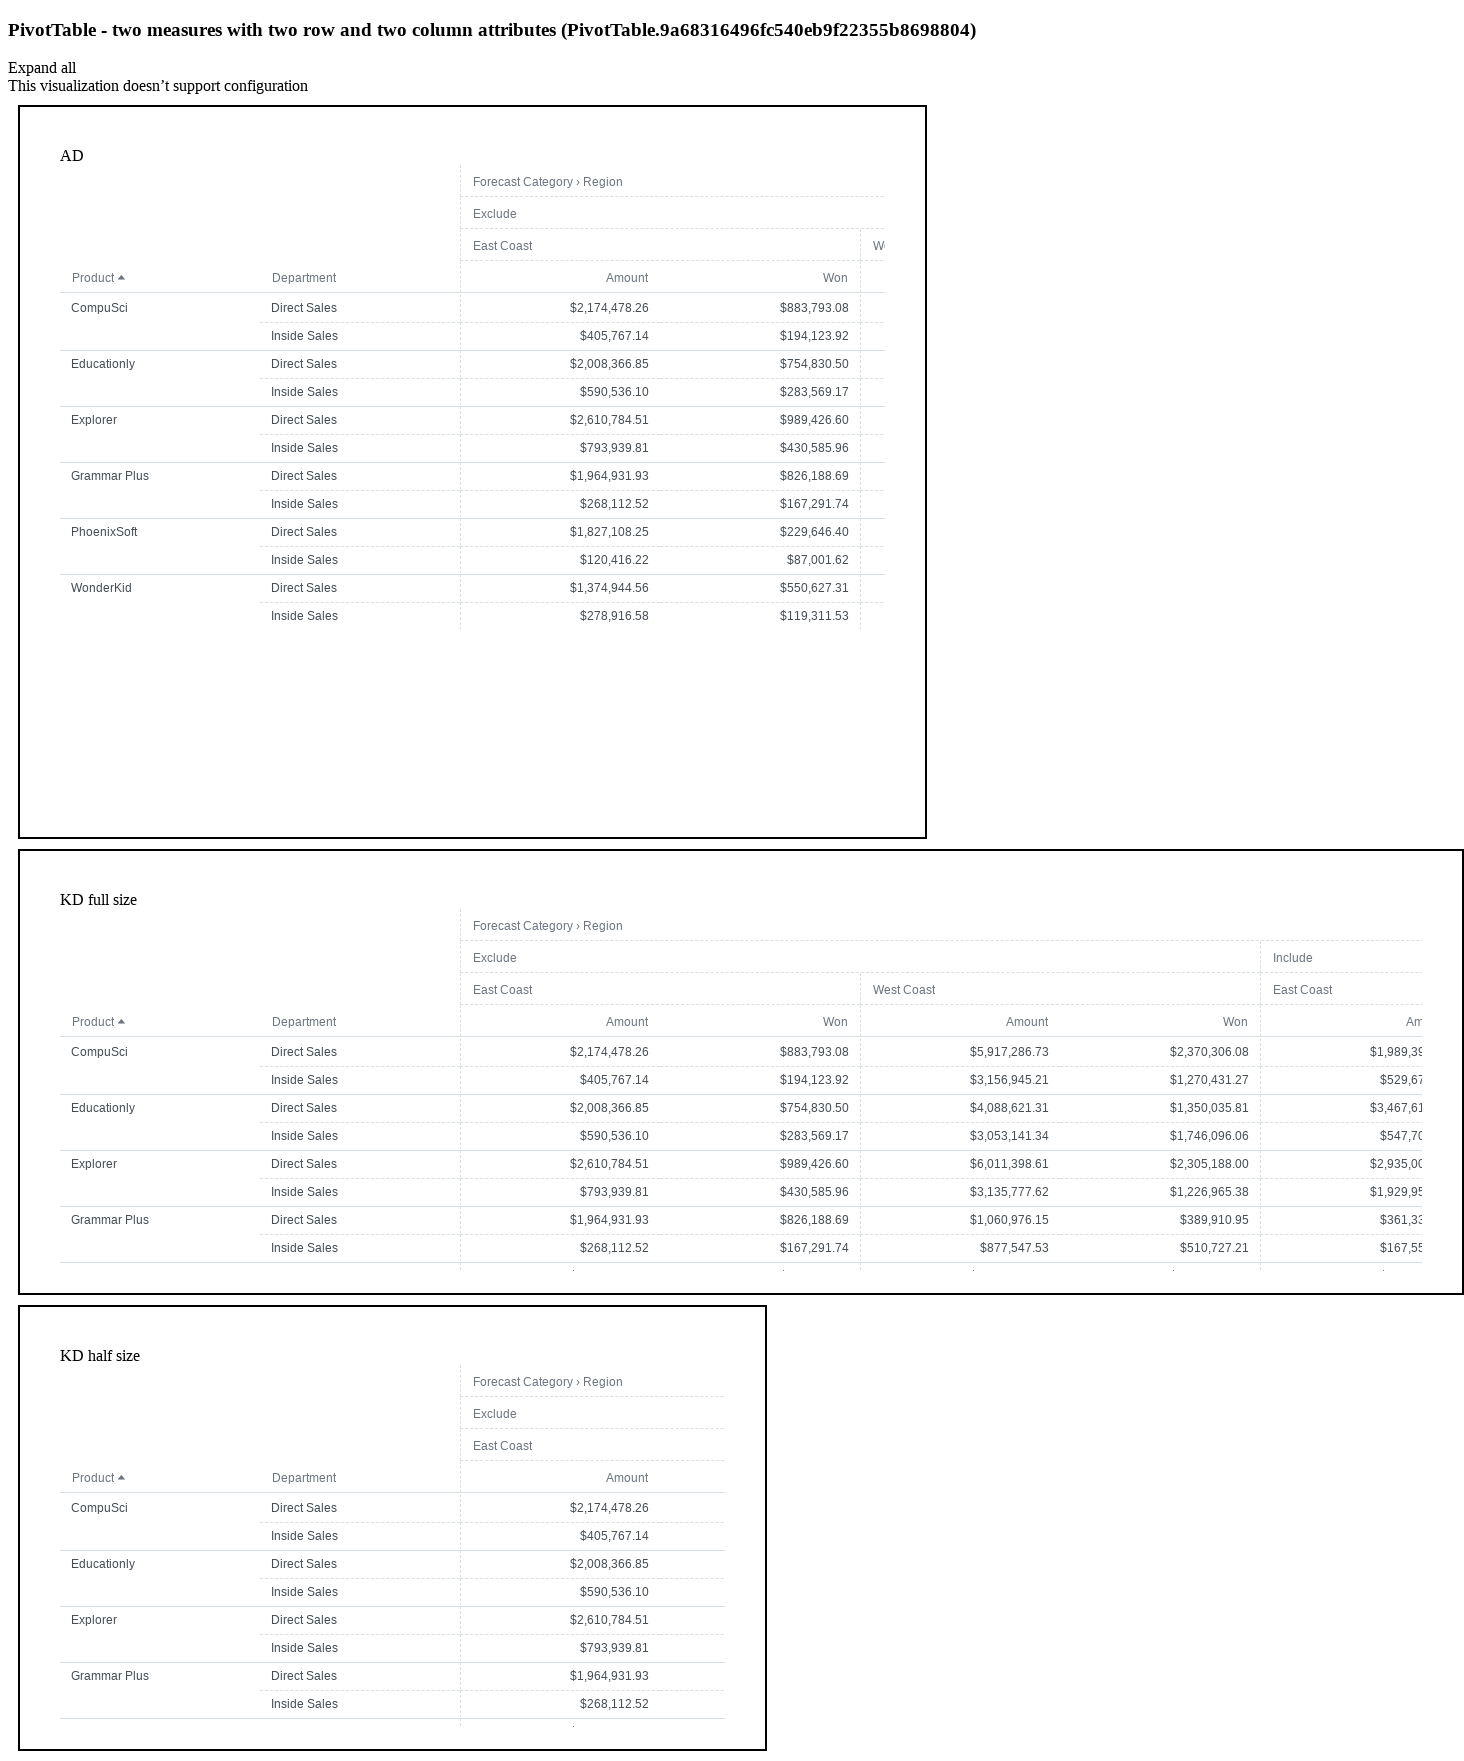 PivotTable - two measures with two row and two column attributes (PivotTable.9a68316496fc540eb9f22355b8698804)
Expand all
This visualization doesn’t support configuration
AD
Forecast Category › Region
Exclude
East Coast
Product Department Amount Won
CompuSci Direct Sales $2,174,478.26 $883,793.08
Inside Sales $405,767.14 $194,123.92
Educationly Direct Sales $2,008,366.85 $754,830.50
Inside Sales $590,536.10 $283,569.17
Explorer Direct Sales $2,610,784.51 $989,426.60
Inside Sales $793,939.81 $430,585.96
Grammar Plus Direct Sales $1,964,931.93 $826,188.69
Inside Sales $268,112.52 $167,291.74
PhoenixSoft Direct Sales $1,827,108.25 $229,646.40
Inside Sales $120,416.22 $87,001.62
WonderKid Direct Sales $1,374,944.56 $550,627.31
Inside Sales $278,916.58 $119,311.53
KD full size
Forecast Category › Region
Exclude Include
East Coast West Coast East Coast
Product Department Amount Won Amount Won Am
CompuSci Direct Sales $2,174,478.26 $883,793.08 $5,917,286.73 $2,370,306.08 $1,989,39
Inside Sales $405,767.14 $194,123.92 $3,156,945.21 $1,270,431.27 $529,67
Educationly Direct Sales $2,008,366.85 $754,830.50 $4,088,621.31 $1,350,035.81 $3,467,61
Inside Sales $590,536.10 $283,569.17 $3,053,141.34 $1,746,096.06 $547,70
Explorer Direct Sales $2,610,784.51 $989,426.60 $6,011,398.61 $2,305,188.00 $2,935,00
Inside Sales $793,939.81 $430,585.96 $3,135,777.62 $1,226,965.38 $1,929,95
Grammar Plus Direct Sales $1,964,931.93 $826,188.69 $1,060,976.15 $389,910.95 $361,33
Inside Sales $268,112.52 $167,291.74 $877,547.53 $510,727.21 $167,55
KD half size
Forecast Category › Region
Exclude
East Coast
Product Department Amount
CompuSci Direct Sales $2,174,478.26
Inside Sales $405,767.14
Educationly Direct Sales $2,008,366.85
Inside Sales $590,536.10
Explorer Direct Sales $2,610,784.51
Inside Sales $793,939.81
Grammar Plus Direct Sales $1,964,931.93
Inside Sales $268,112.52